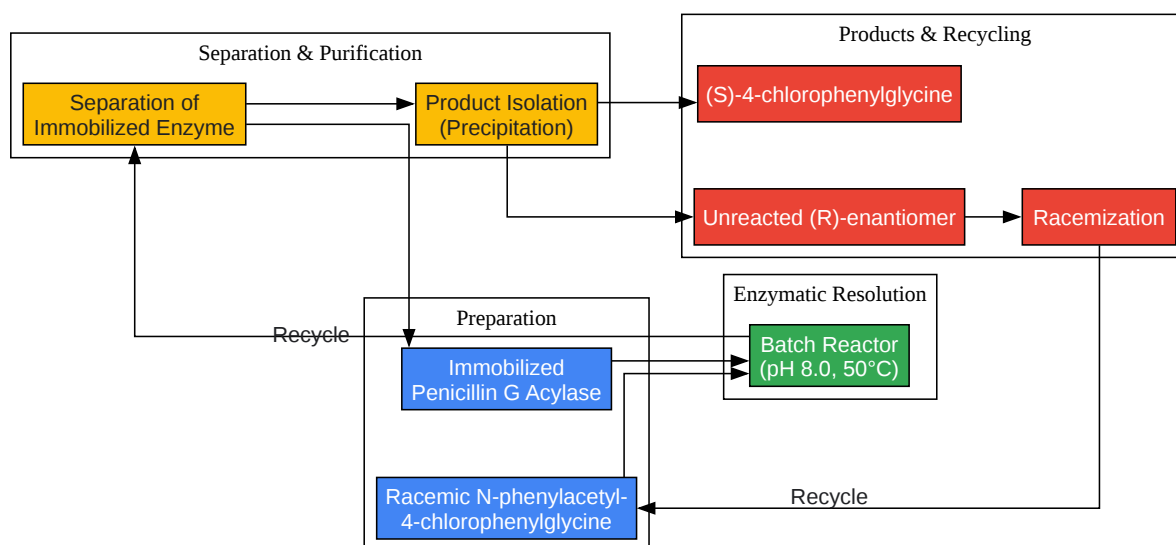 Products & Recycling
Separation & Purification
Separation of
Immobilized Enzyme
Product Isolation
(Precipitation)
(S)-4-chlorophenylglycine
Unreacted (R)-enantiomer
Racemization
Enzymatic Resolution
Preparation
Recycle
Batch Reactor
(pH 8.0, 50°C)
Immobilized
Penicillin G Acylase
Racemic N-phenylacetyl-
4-chlorophenylglycine
Recycle